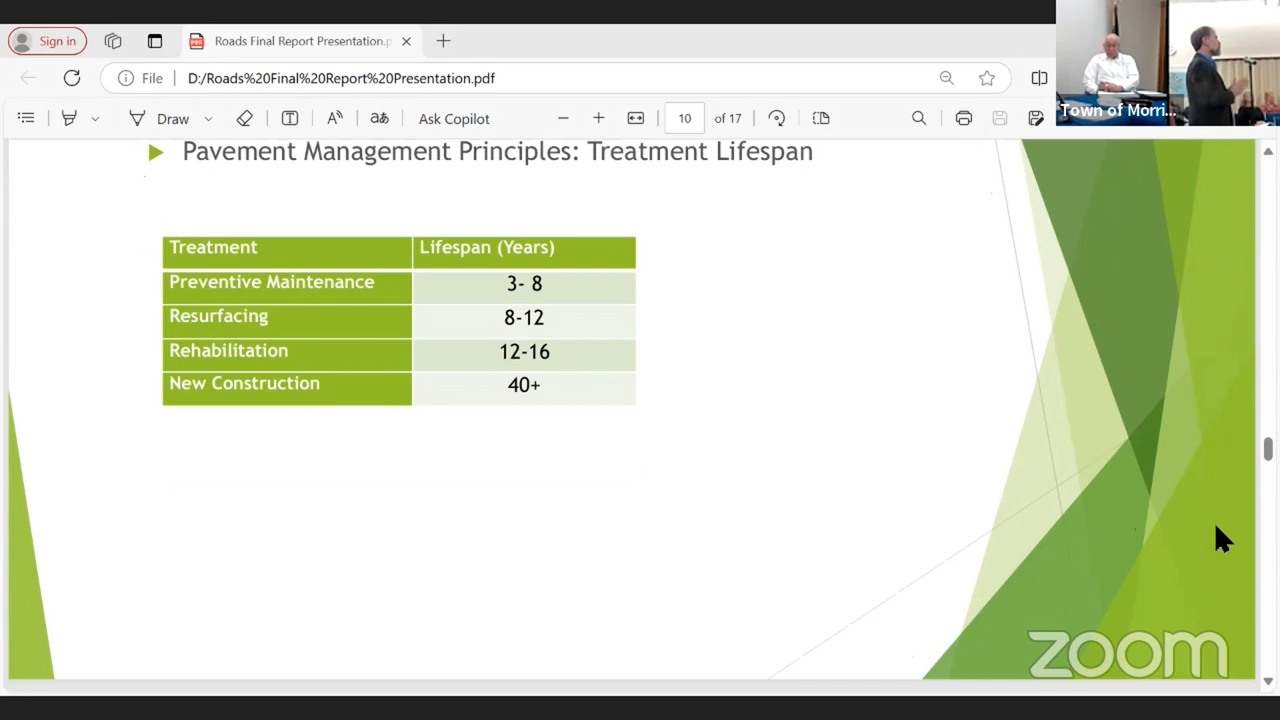 Sign in
Roads Final Report Presentation.p
File D:/Roads%20Final%20Report%20Presentation.pdf
Town of Morri...
Draw
Ask Copilot
10 of 17
Pavement Management Principles: Treatment Lifespan
Treatment Lifespan (Years)
Preventive Maintenance 3- 8
Resurfacing 8-12
Rehabilitation 12-16
New Construction 40+
zoom